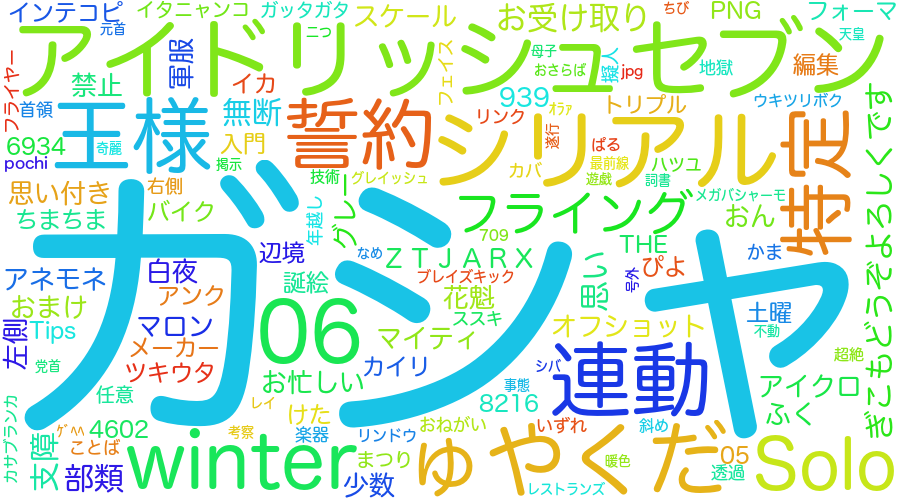 インテコピ
イタニャンコ
ガッタガタ
スケール
お受け取り
ちび
PNG
フォーマ
元首
アイドリッシュセブン
二つ
母子
天皇
フライヤー
禁止
軍服
フェイス
おさらば
擬人
jpg
地獄
編集
首領
王様
イカ
無断
誓約
939
ｵﾗｧ
リンク
トリプル
ウキツリボク
6934
pochi
奇麗
入門
掲示
シリアル
遂行
ぱる
最前線
カバ
遊戯
ハツユ
詞書
特定
ぎこもどうぞよろしくです
思い付き
右側
技術
グレイッシュ
メガバシャーモ
ちまちま
バイク
年越し
グレー
フライング
おん
709
辺境
なめ
ＺＴＪＡＲＸ
THE
号外
かま
アネモネ
白夜
誕絵
ブレイズキック
思い
ぴよ
ガシャ
おまけ
アンク
06
花魁
ススキ
土曜
左側
Tips
マロン
マイティ
オフショット
不動
メーカー
連動
超絶
党首
ツキウタ
お忙しい
カイリ
シバ
アイクロ
任意
事態
8216
カサブランカ
レイ
けた
ふく
ｹﾞﾍﾍ
4602
考察
楽器
リンドウ
おねがい
いずれ
斜め
支障
ことば
winter
まつり
ゅやくだ
05
Solo
部類
少数
暖色
透過
レストランズ